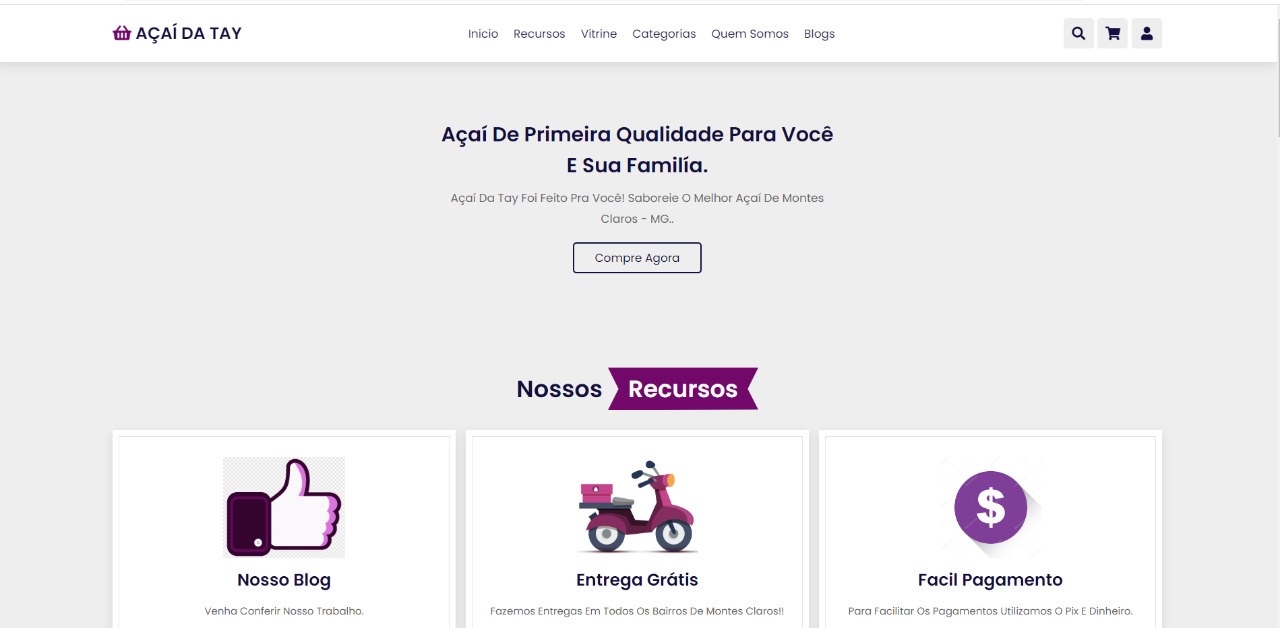 AÇAÍ DA TAY
Inicio Recursos Vitrine Categorias Quem Somos Blogs
Açaí De Primeira Qualidade Para Você
E Sua Familía.
Açaí Da Tay Foi Feito Pra Você! Saboreie O Melhor Açaí De Montes
Claros - MG..
Compre Agora
Nossos Recursos
$
Nosso Blog
Entrega Grátis
Facil Pagamento
Venha Conferir Nosso Trabalho.
Fazemos Entregas Em Todos Os Bairros De Montes Claros!!
Para Facilitar Os Pagamentos Utilizamos O Pix E Dinheiro.